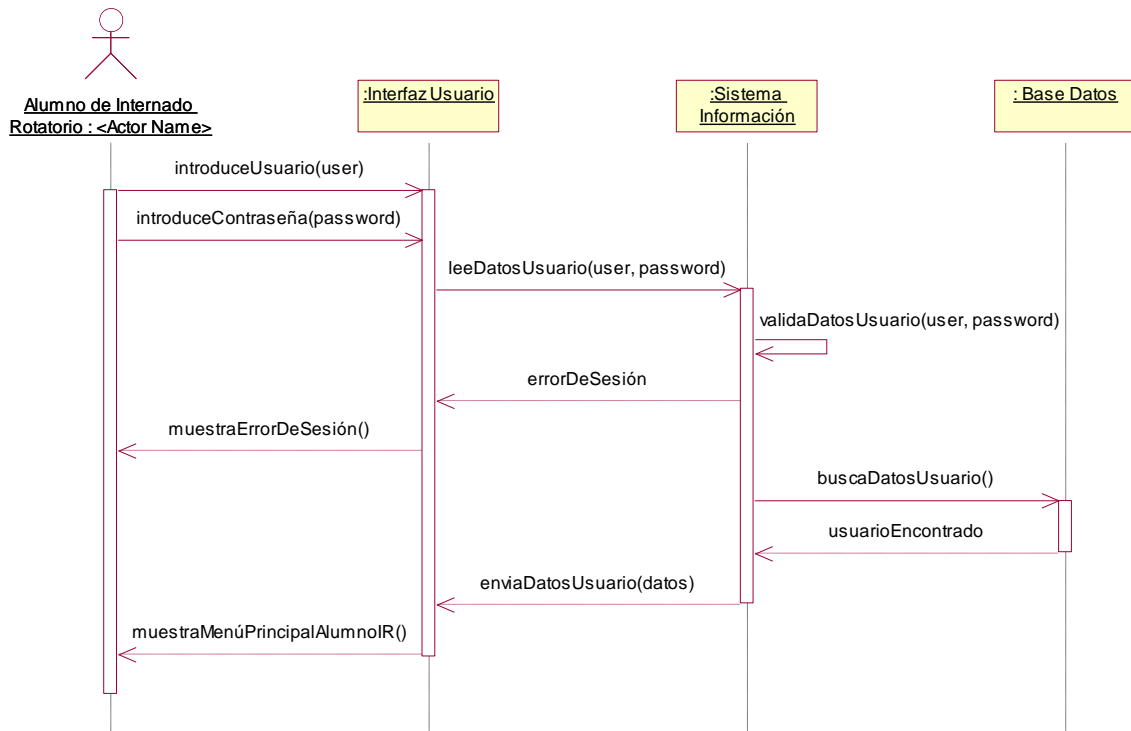 Alumno de Internado
Rotatorio : <Actor Name>
:Interfaz Usuario
:Sistema
Información
: Base Datos
introduceUsuario(user)
introduceContraseña(password)
leeDatosUsuario(user, password)
validaDatosUsuario(user, password)
errorDeSesión
muestraErrorDeSesión()
buscaDatosUsuario()
usuarioEncontrado
enviaDatosUsuario(datos)
muestraMenúPrincipalAlumnoIR()